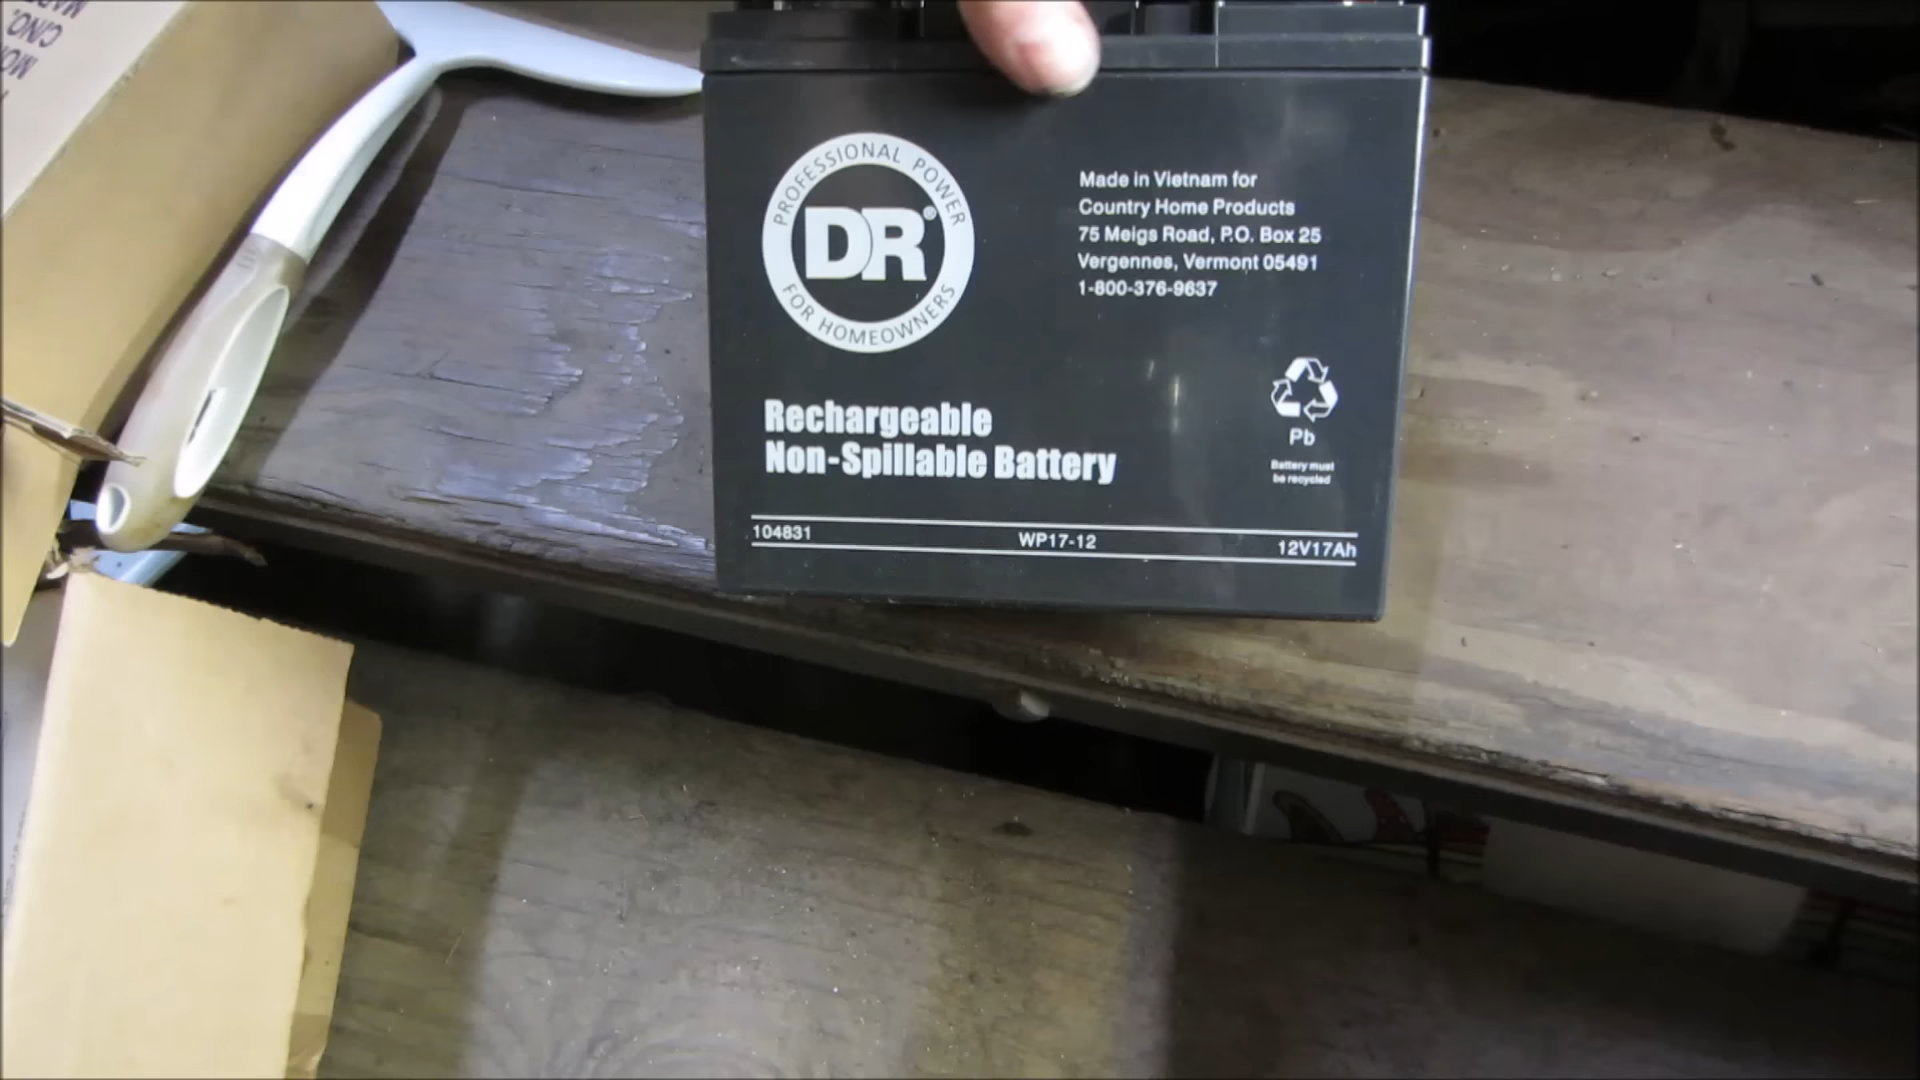 PROFESSIONAL POWER
DR®
FOR HOMEOWNERS
Made in Vietnam for
Country Home Products
75 Meigs Road, P.O. Box 25
Vergennes, Vermont 05491
1-800-376-9637
Rechargeable
Non-Spillable Battery
Pb
Battery must
be recycled
104831 WP17-12 12V17Ah